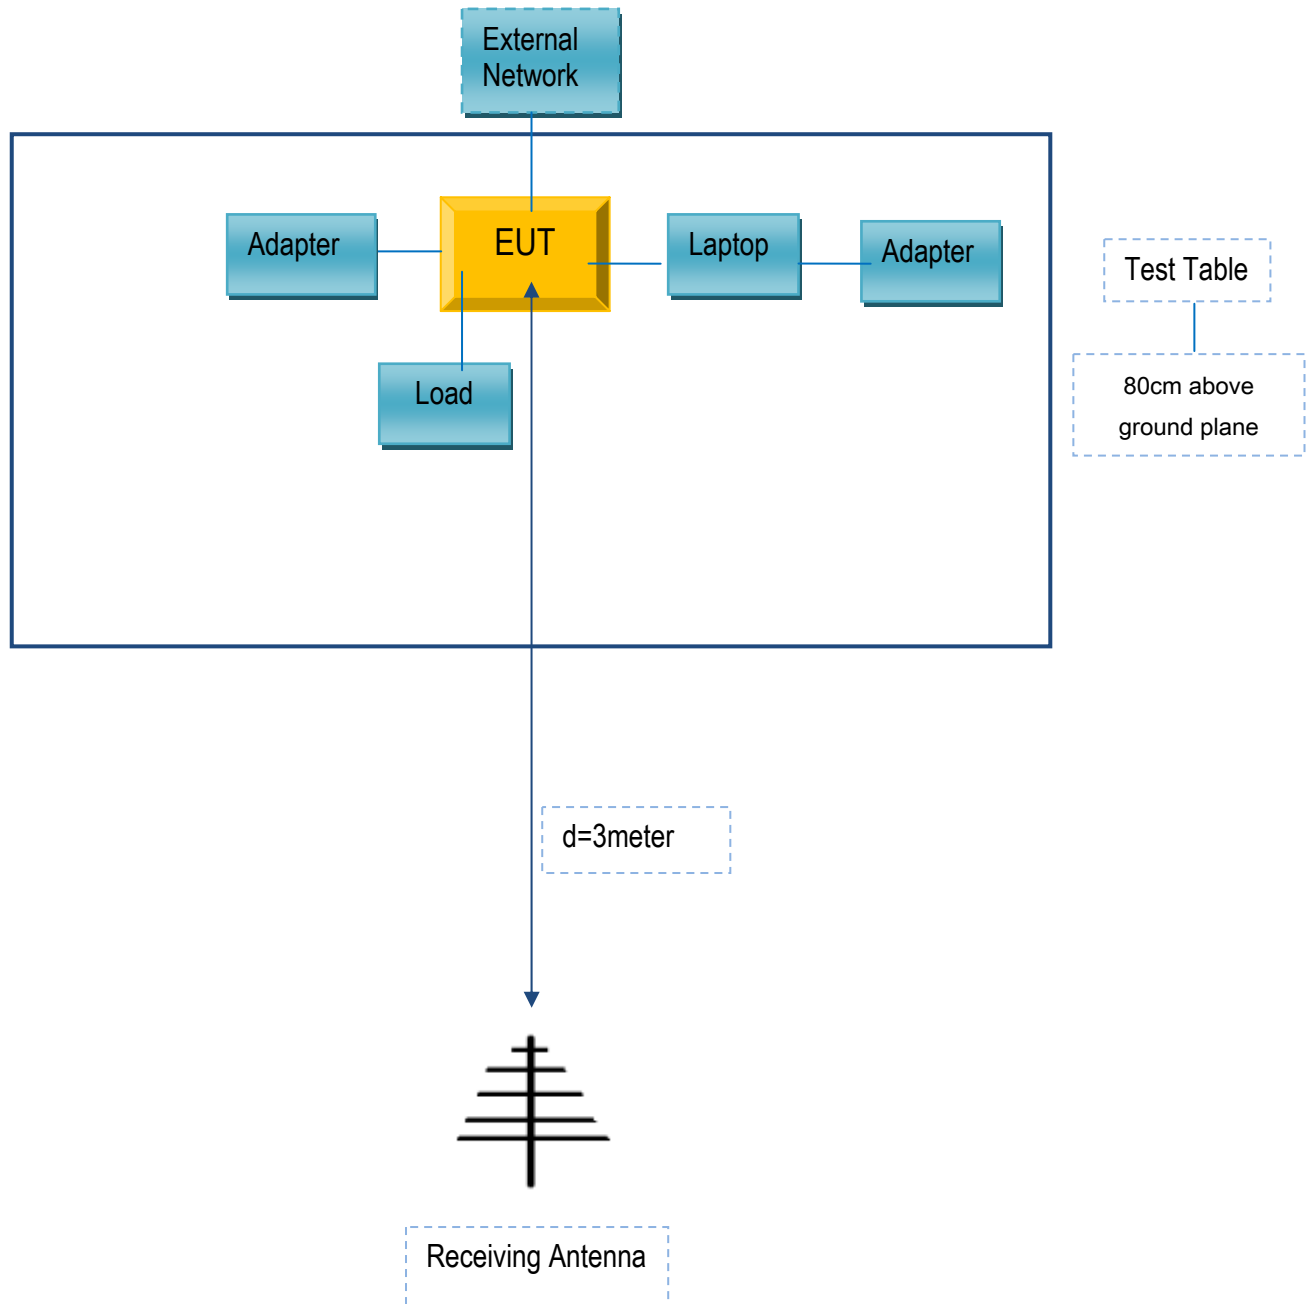 External
Network
Adapter
EUT
Laptop
Adapter
Test Table
Load
80cm above
ground plane
d=3meter
Receiving Antenna